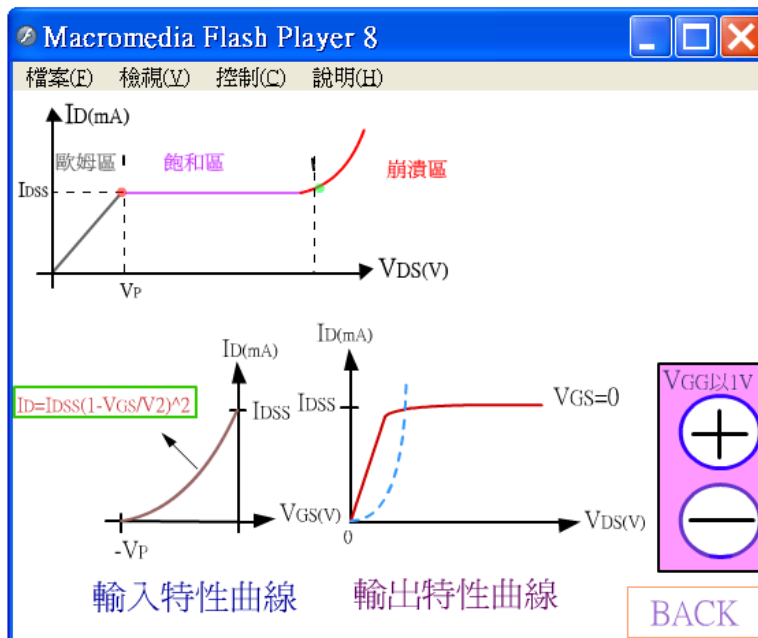 Macromedia Flash Player 8
檔案(F) 檢視(V) 控制(C) 說明(H)
ID(mA)
歐姆區 飽和區 崩潰區
IDSS
VDS(V)
VP
ID(mA)
ID=IDSS(1-VGS/V2)^2
IDSS
VGS(V)
-VP
輸入特性曲線
ID(mA)
IDSS
VGS=0
VDS(V)
0
輸出特性曲線
VGG以1V
BACK